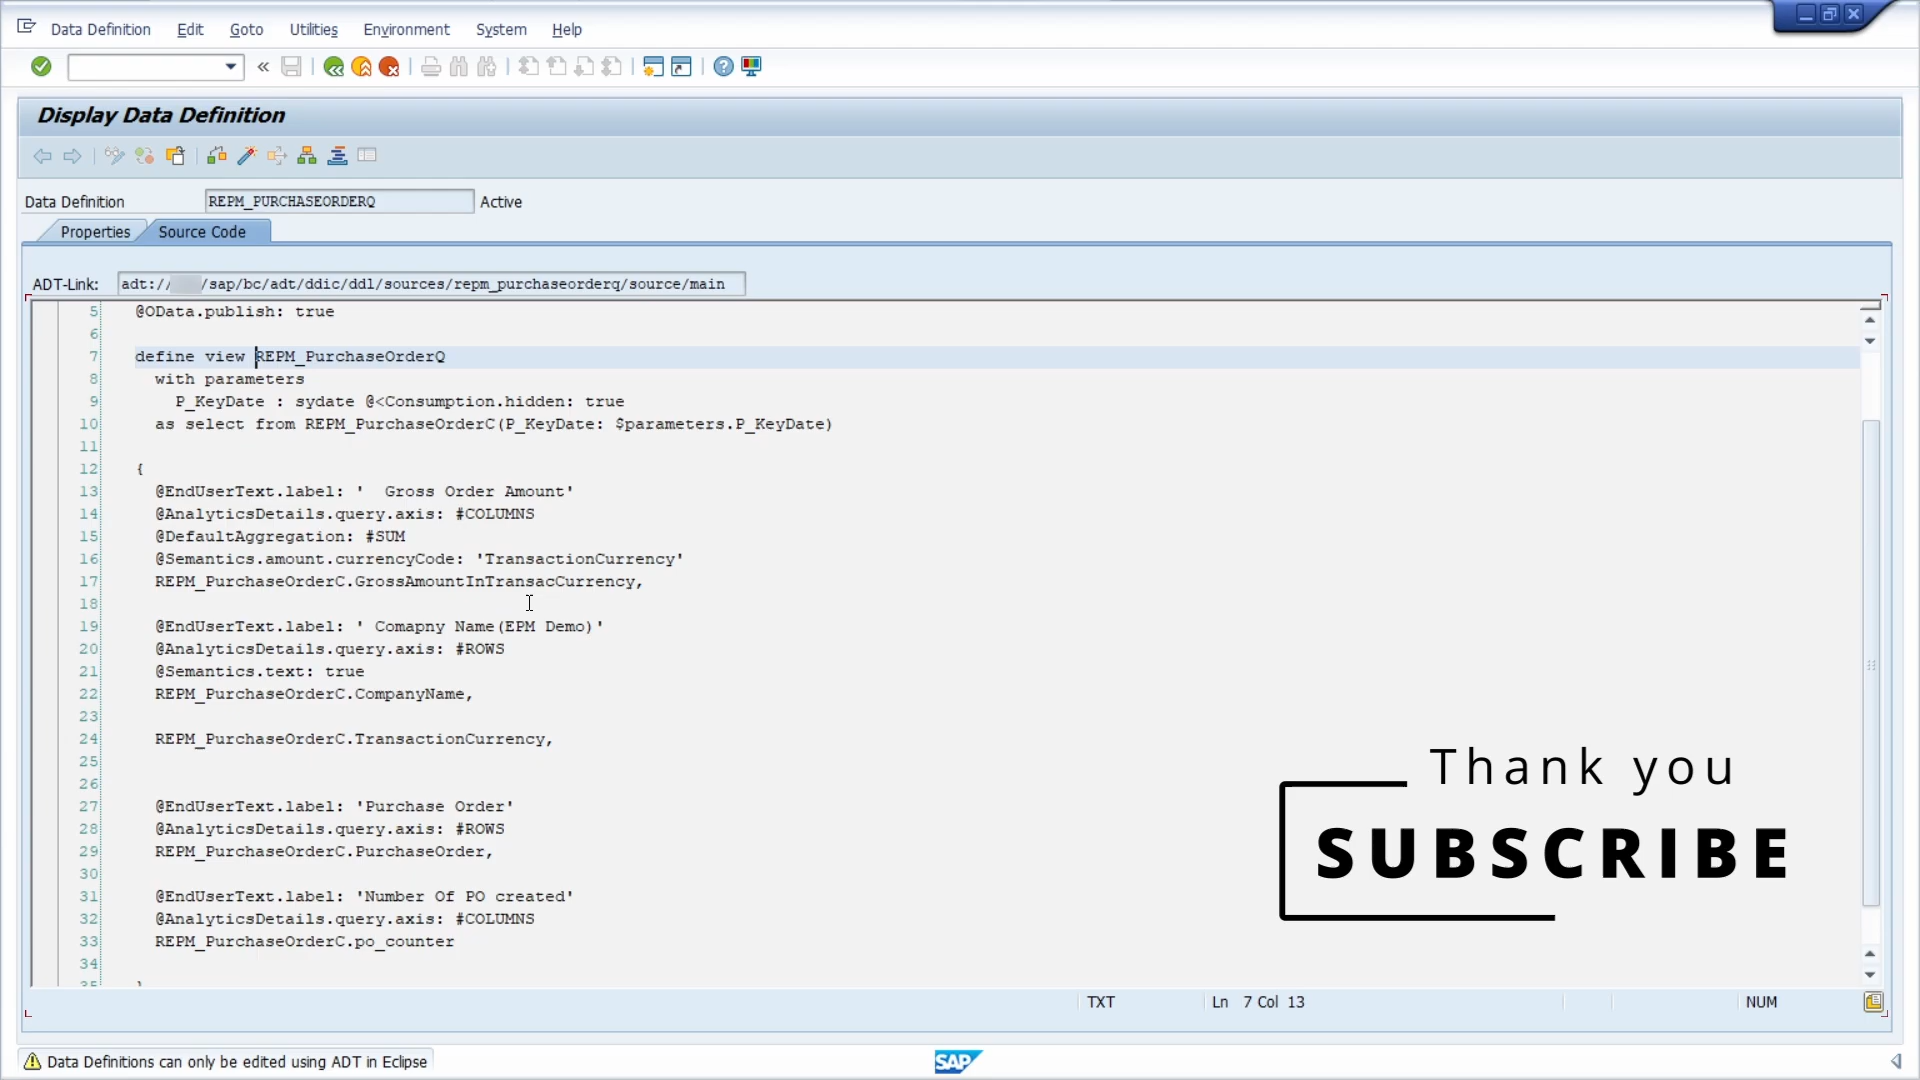 Data Definition Edit Goto Utilities Environment System Help
Display Data Definition
Data Definition REPM_PURCHASEORDERQ Active
Properties Source Code
ADT-Link: adt:// /sap/bc/adt/ddic/ddl/sources/repm_purchaseorderq/source/main
5 @OData.publish: true
6
7 define view REPM_PurchaseOrderQ
8 with parameters
9 P_KeyDate : sydate @<Consumption.hidden: true
10 as select from REPM_PurchaseOrderC(P_KeyDate: $parameters.P_KeyDate)
11
12 {
13 @EndUserText.label: '  Gross Order Amount'
14 @AnalyticsDetails.query.axis: #COLUMNS
15 @DefaultAggregation: #SUM
16 @Semantics.amount.currencyCode: 'TransactionCurrency'
17 REPM_PurchaseOrderC.GrossAmountInTransacCurrency,
18
19 @EndUserText.label: ' Comapny Name(EPM Demo)'
20 @AnalyticsDetails.query.axis: #ROWS
21 @Semantics.text: true
22 REPM_PurchaseOrderC.CompanyName,
23
24 REPM_PurchaseOrderC.TransactionCurrency,
25
26
27 @EndUserText.label: 'Purchase Order'
28 @AnalyticsDetails.query.axis: #ROWS
29 REPM_PurchaseOrderC.PurchaseOrder,
30
31 @EndUserText.label: 'Number Of PO created'
32 @AnalyticsDetails.query.axis: #COLUMNS
33 REPM_PurchaseOrderC.po_counter
34
35 }
Thank you
SUBSCRIBE
TXT Ln 7 Col 13 NUM
Data Definitions can only be edited using ADT in Eclipse
SAP